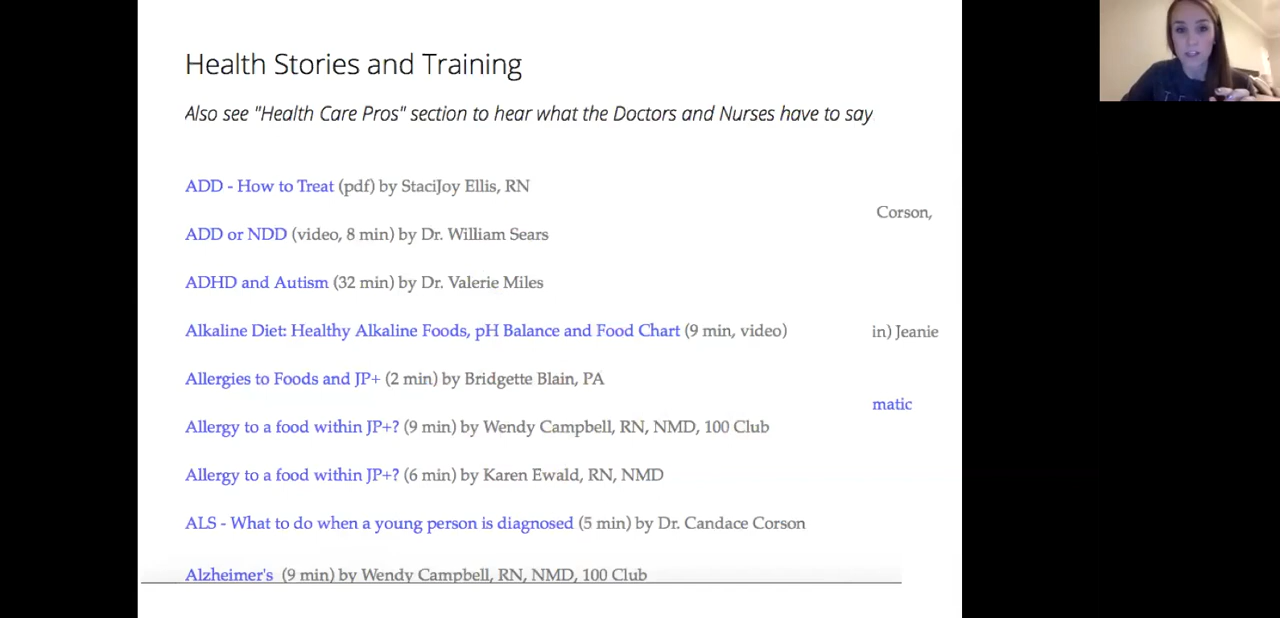 Health Stories and Training
Also see "Health Care Pros" section to hear what the Doctors and Nurses have to say
ADD - How to Treat (pdf) by StaciJoy Ellis, RN
Corson,
ADD or NDD (video, 8 min) by Dr. William Sears
ADHD and Autism (32 min) by Dr. Valerie Miles
Alkaline Diet: Healthy Alkaline Foods, pH Balance and Food Chart (9 min, video)
in) Jeanie
Allergies to Foods and JP+ (2 min) by Bridgette Blain, PA
matic
Allergy to a food within JP+? (9 min) by Wendy Campbell, RN, NMD, 100 Club
Allergy to a food within JP+? (6 min) by Karen Ewald, RN, NMD
ALS - What to do when a young person is diagnosed (5 min) by Dr. Candace Corson
Alzheimer's (9 min) by Wendy Campbell, RN, NMD, 100 Club